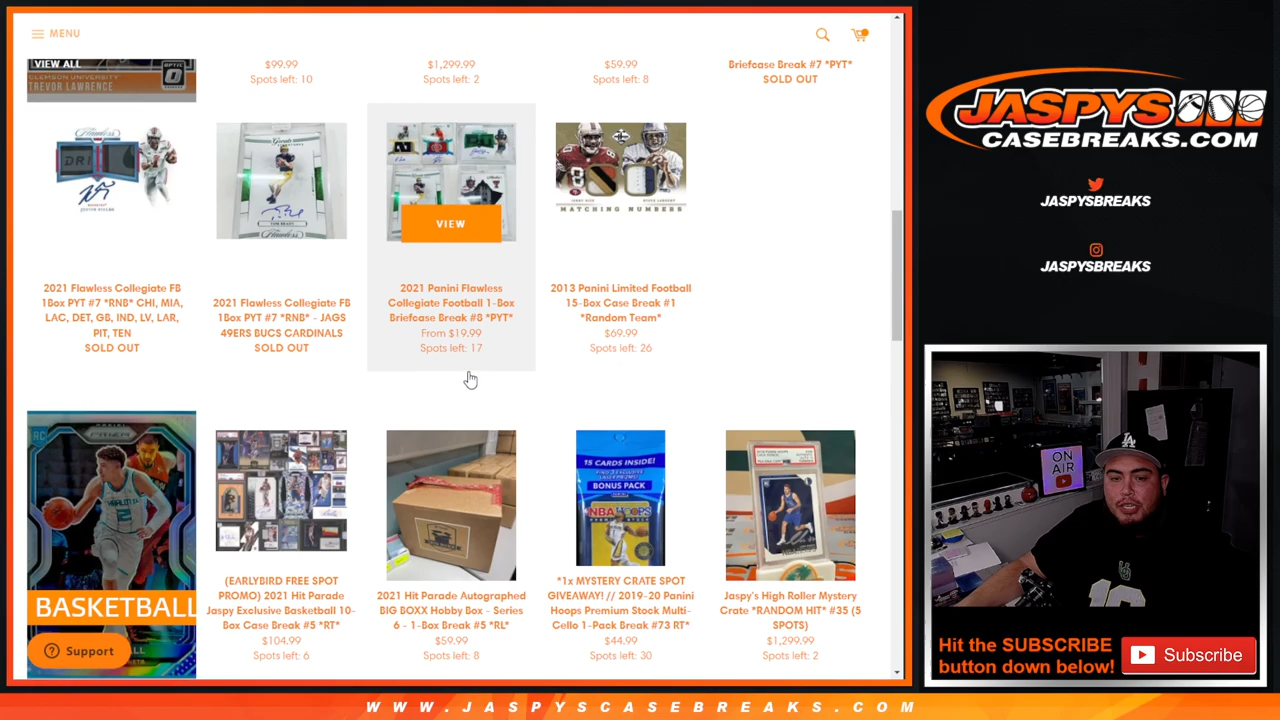 MENU
VIEW ALL
CLEMSON UNIVERSITY
TREVOR LAWRENCE
$99.99
Spots left: 10
$1,299.99
Spots left: 2
$59.99
Spots left: 8
Briefcase Break #7 *PYT*
SOLD OUT
2021 Flawless Collegiate FB
1Box PYT #7 *RNB* CHI, MIA,
LAC, DET, GB, IND, LV, LAR,
PIT, TEN
SOLD OUT
2021 Flawless Collegiate FB
1Box PYT #7 *RNB* - JAGS
49ERS BUCS CARDINALS
SOLD OUT
VIEW
2021 Panini Flawless
Collegiate Football 1-Box
Briefcase Break #8 *PYT*
From $19.99
Spots left: 17
MATCHING NUMBERS
2013 Panini Limited Football
15-Box Case Break #1
*Random Team*
$69.99
Spots left: 26
RC
BASKETBALL
Support
(EARLYBIRD FREE SPOT
PROMO) 2021 Hit Parade
Jaspy Exclusive Basketball 10-
Box Case Break #5 *RT*
$104.99
Spots left: 6
2021 Hit Parade Autographed
BIG BOXX Hobby Box - Series
6 - 1-Box Break #5 *RL*
$59.99
Spots left: 8
15 CARDS INSIDE!
BONUS PACK
NBA HOOPS
*1x MYSTERY CRATE SPOT
GIVEAWAY! // 2019-20 Panini
Hoops Premium Stock Multi-
Cello 1-Pack Break #73 RT*
$44.99
Spots left: 30
Jaspy's High Roller Mystery
Crate *RANDOM HIT* #35 (5
SPOTS)
$1,299.99
Spots left: 2
JASPYS
CASEBREAKS.COM
JASPYSBREAKS
JASPYSBREAKS
ON
AIR
LA
Hit the SUBSCRIBE
button down below!
Subscribe
WWW.JASPYSCASEBREAKS.COM